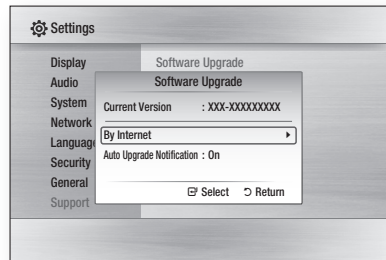 Settings
Display
Software Upgrade
Audio
System
Network
Language
Security
General
Support
Software Upgrade
Current Version : XXX-XXXXXXXXX
By Internet
Auto Upgrade Notification : On
Select Return